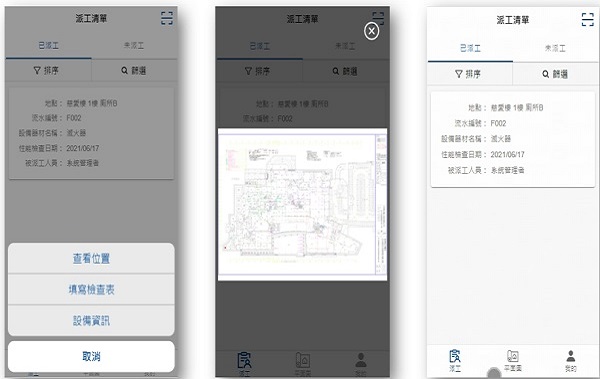 派工清單
已派工
未派工
排序
篩選
地點： 慈愛樓 1樓 廁所B
流水編號： F002
設備器材名稱： 滅火器
性能檢查日期： 2021/06/17
被派工人員： 系統管理者
查看位置
填寫檢查表
設備資訊
取消
派工清單
已派工
未派工
排序
篩選
地點： 慈愛樓 1樓 廁所B
流水編號： F002
派工
平面圖
我的
派工清單
已派工
未派工
排序
篩選
地點： 慈愛樓 1樓 廁所B
流水編號： F002
設備器材名稱： 滅火器
性能檢查日期： 2021/06/17
被派工人員： 系統管理者
派工
平面圖
我的